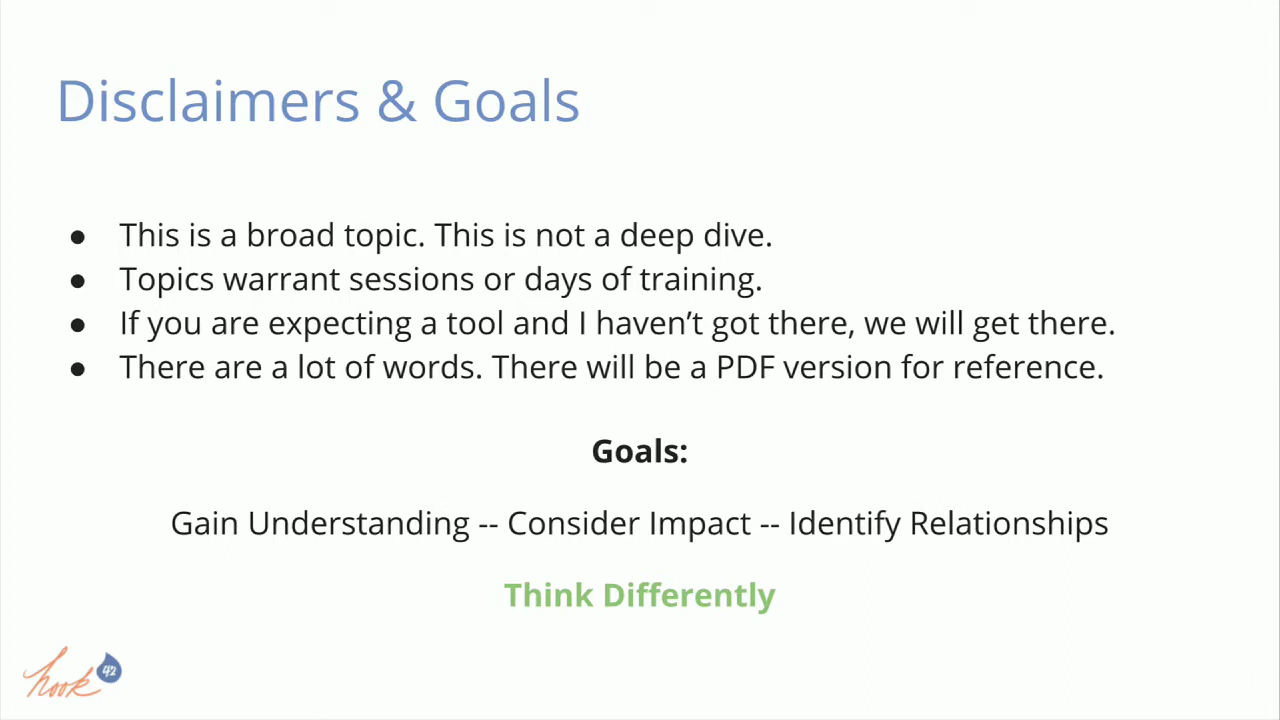 Disclaimers & Goals
● This is a broad topic. This is not a deep dive.
● Topics warrant sessions or days of training.
● If you are expecting a tool and I haven’t got there, we will get there.
● There are a lot of words. There will be a PDF version for reference.
Goals:
Gain Understanding -- Consider Impact -- Identify Relationships
Think Differently
hook 42